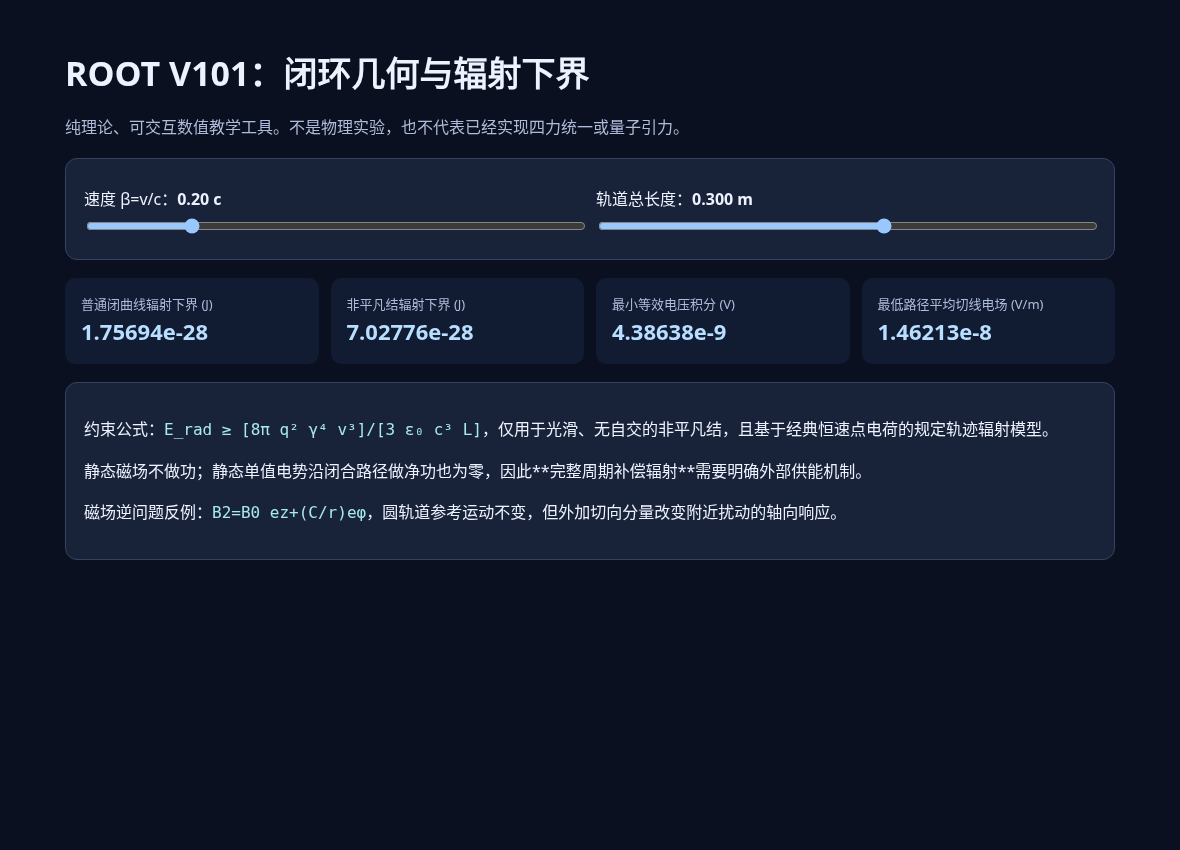 ROOT V101：闭环几何与辐射下界
纯理论、可交互数值教学工具。不是物理实验，也不代表已经实现四力统一或量子引力。
速度 β=v/c：0.20 c
轨道总长度：0.300 m
普通闭曲线辐射下界 (J)
1.75694e-28
非平凡结辐射下界 (J)
7.02776e-28
最小等效电压积分 (V)
4.38638e-9
最低路径平均切线电场 (V/m)
1.46213e-8
约束公式：E_rad ≥ [8π q² γ⁴ v³]/[3 ε₀ c³ L]，仅用于光滑、无自交的非平凡结，且基于经典恒速点电荷的规定轨迹辐射模型。
静态磁场不做功；静态单值电势沿闭合路径做净功也为零，因此**完整周期补偿辐射**需要明确外部供能机制。
磁场逆问题反例：B2=B0 ez+(C/r)eφ，圆轨道参考运动不变，但外加切向分量改变附近扰动的轴向响应。